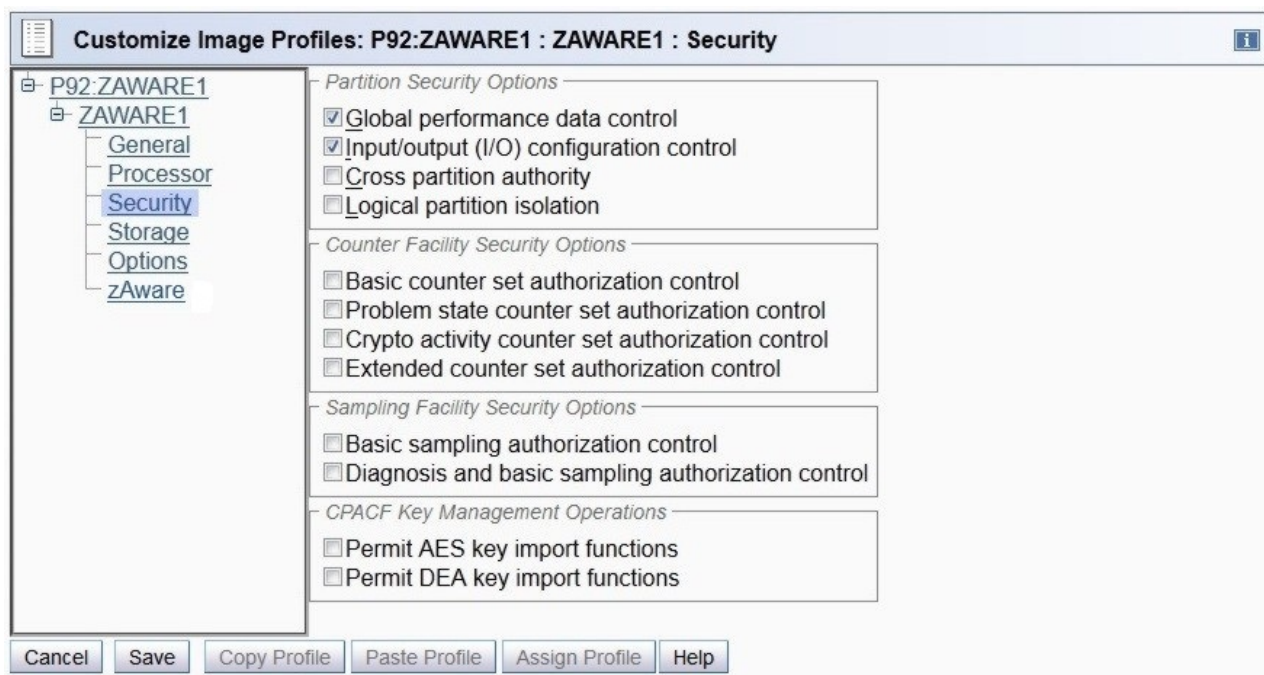 Customize Image Profiles: P92:ZAWARE1 : ZAWARE1 : Security
i
P92:ZAWARE1
ZAWARE1
General
Processor
Security
Storage
Options
zAware
Partition Security Options
Global performance data control
Input/output (I/O) configuration control
Cross partition authority
Logical partition isolation
Counter Facility Security Options
Basic counter set authorization control
Problem state counter set authorization control
Crypto activity counter set authorization control
Extended counter set authorization control
Sampling Facility Security Options
Basic sampling authorization control
Diagnosis and basic sampling authorization control
CPACF Key Management Operations
Permit AES key import functions
Permit DEA key import functions
Cancel Save Copy Profile Paste Profile Assign Profile Help